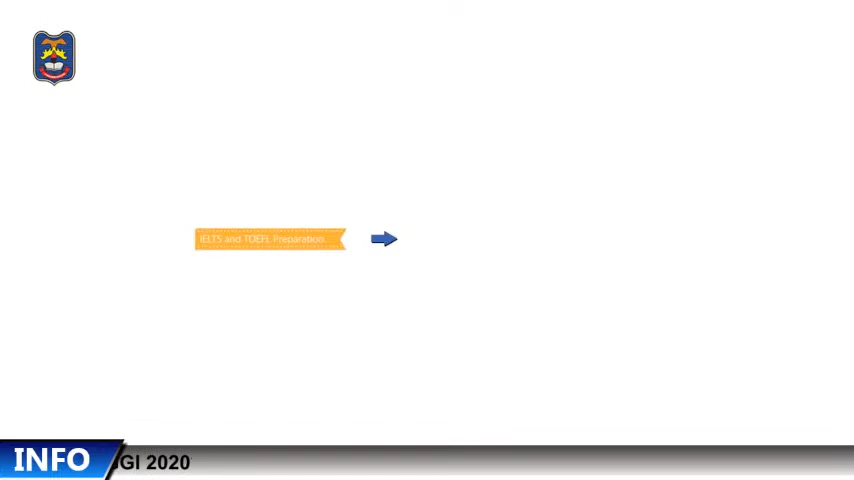 IELTS and TOEFL Preparation.
INFO
GI 2020